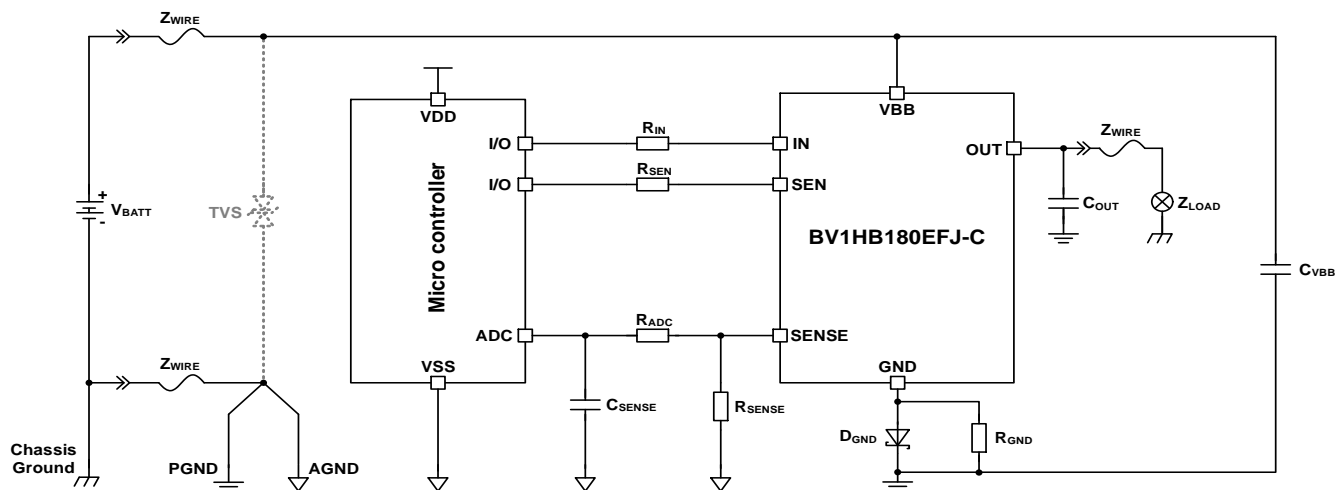 ZWIRE
VDD
VBB
I/O
RIN
IN
ZWIRE
OUT
I/O
RSEN
SEN
+
VBATT
-
TVS
Micro controller
BV1HB180EFJ-C
COUT
ZLOAD
CVBB
ZWIRE
ADC
RADC
SENSE
VSS
GND
CSENSE
RSENSE
DGND
RGND
Chassis
Ground
PGND
AGND